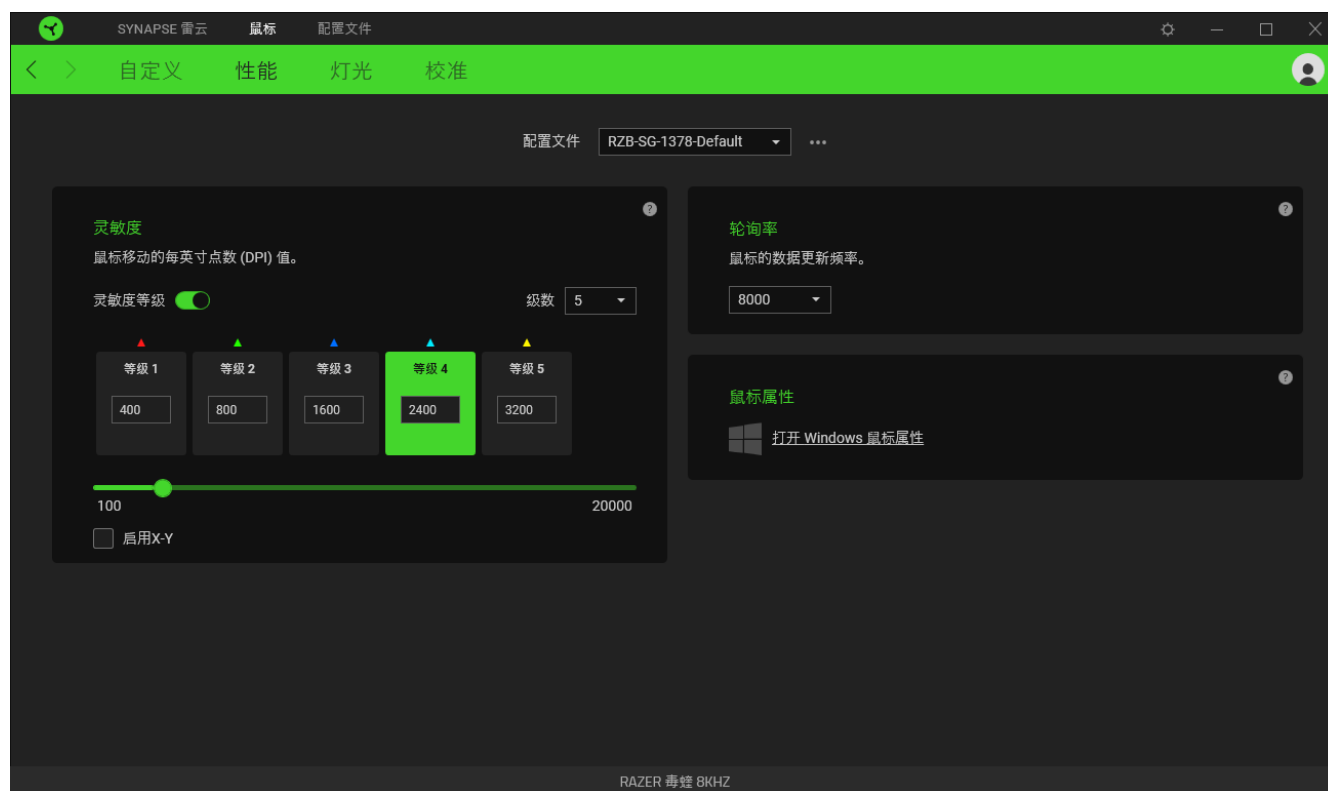 SYNAPSE 雷云 鼠标 配置文件
自定义 性能 灯光 校准
配置文件 RZB-SG-1378-Default
灵敏度
鼠标移动的每英寸点数 (DPI) 值。
灵敏度等级 级数 5
等级 1 等级 2 等级 3 等级 4 等级 5
400 800 1600 2400 3200
100 20000
启用X-Y
轮询率
鼠标的数据更新频率。
8000
鼠标属性
打开 Windows 鼠标属性
RAZER 毒蝰 8KHZ